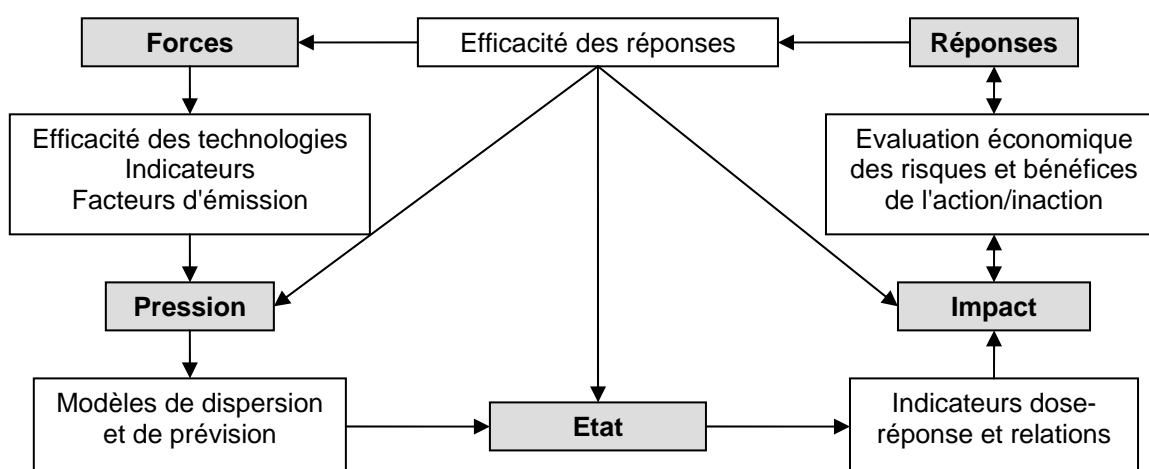 Forces
Efficacité des réponses
Réponses
Efficacité des technologies
Indicateurs
Facteurs d'émission
Evaluation économique
des risques et bénéfices
de l'action/inaction
Pression
Impact
Modèles de dispersion
et de prévision
Etat
Indicateurs dose-
réponse et relations